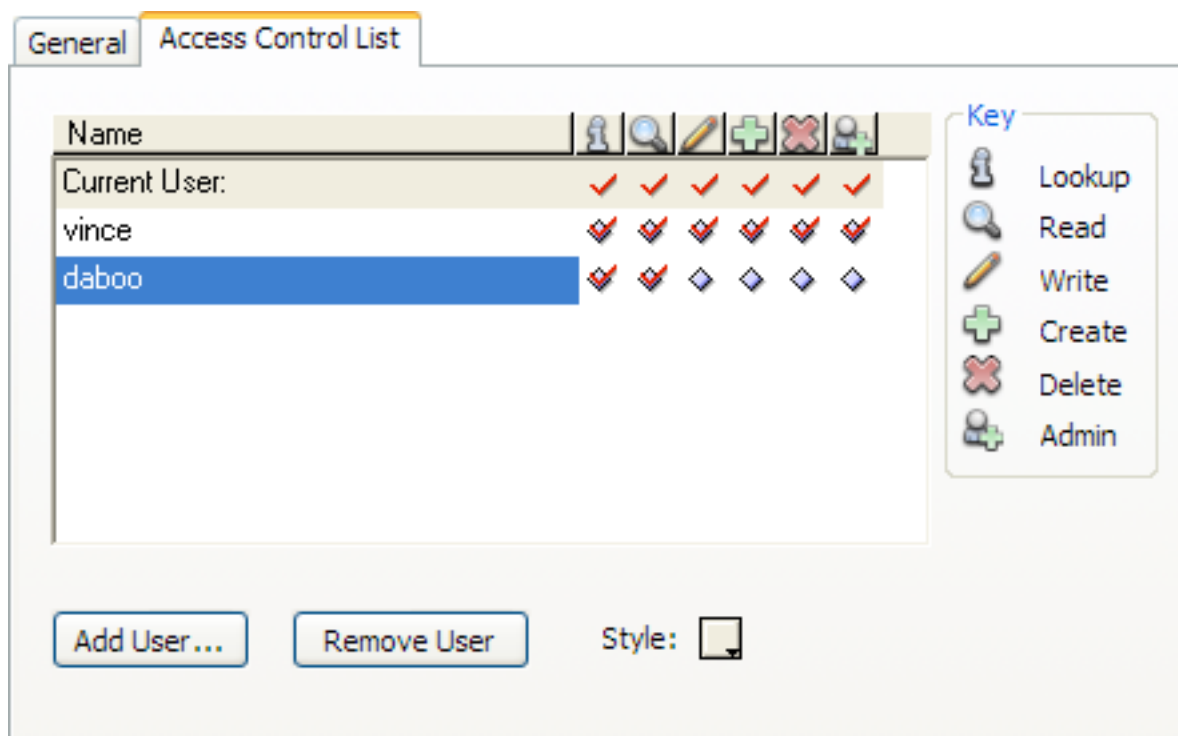 General
Access Control List
Name
Current User:
vince
daboo
Key
Lookup
Read
Write
Create
Delete
Admin
Add User...
Remove User
Style: